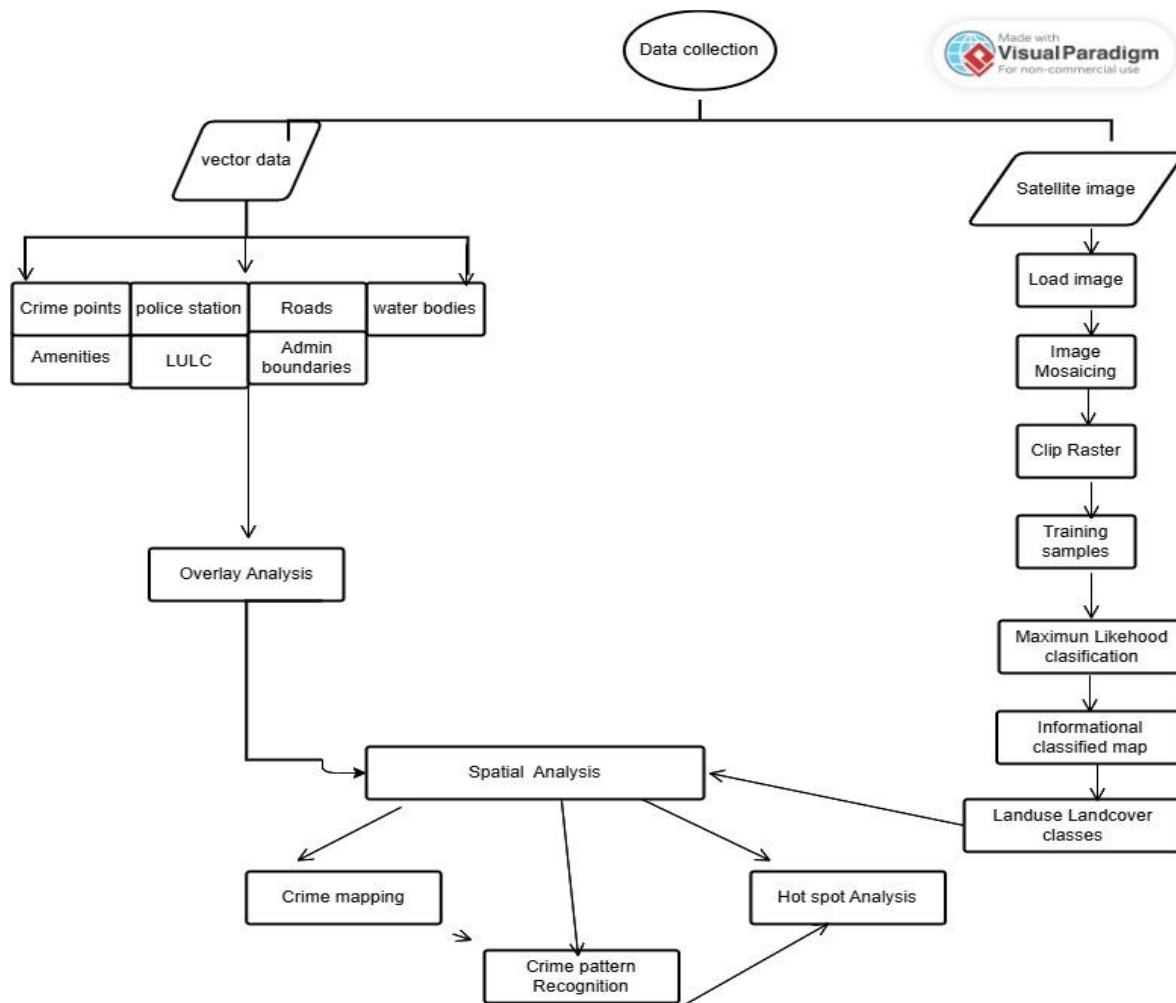 Data collection
Made with
Visual Paradigm
For non-commercial use
vector data
Satellite image
Crime points
police station
Roads
water bodies
Amenities
LULC
Admin
boundaries
Load image
Image
Mosaicing
Clip Raster
Training
samples
Overlay Analysis
Maximun Likehood
clasification
Informational
classified map
Landuse Landcover
classes
Spatial Analysis
Crime mapping
Hot spot Analysis
Crime pattern
Recognition